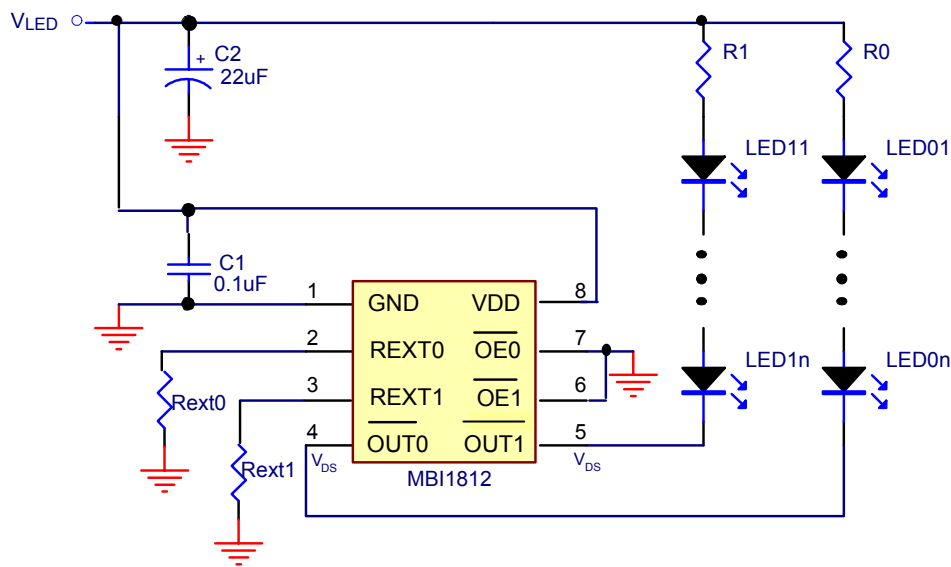 VLED
+
C2
22uF
R1
R0
LED11
LED01
C1
0.1uF
1
GND
VDD
8
2
REXT0
OE0
7
3
REXT1
OE1
6
4
OUT0
OUT1
5
VDS
VDS
MBI1812
Rext0
Rext1
LED1n
LED0n